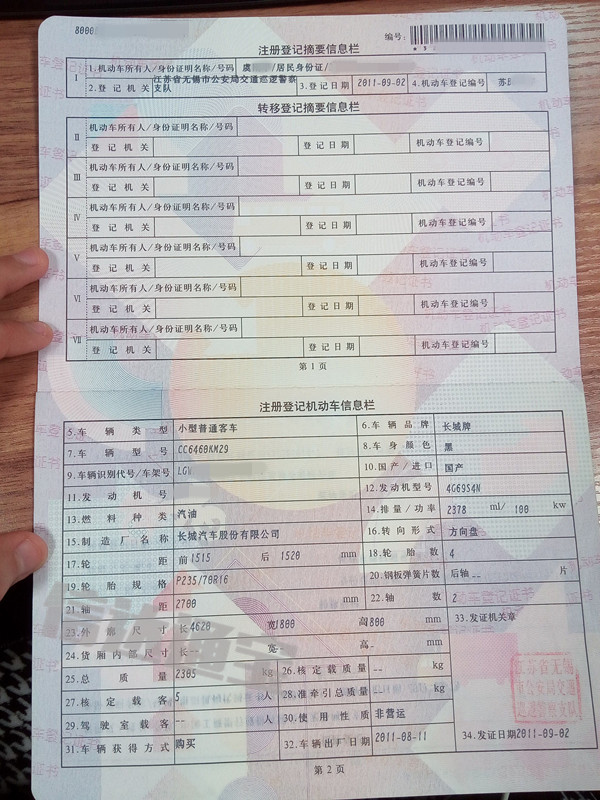 8000
编号:
注册登记摘要信息栏
Ⅰ 1.机动车所有人/身份证明名称/号码 虞 /居民身份证/
2.登记机关 江苏省无锡市公安局交通巡逻警察支队 3.登记日期 2011-09-02 4.机动车登记编号 苏
转移登记摘要信息栏
Ⅱ 机动车所有人/身份证明名称/号码
登记机关 登记日期 机动车登记编号
Ⅲ 机动车所有人/身份证明名称/号码
登记机关 登记日期 机动车登记编号
Ⅳ 机动车所有人/身份证明名称/号码
登记机关 登记日期 机动车登记编号
Ⅴ 机动车所有人/身份证明名称/号码
登记机关 登记日期 机动车登记编号
Ⅵ 机动车所有人/身份证明名称/号码
登记机关 登记日期 机动车登记编号
Ⅶ 机动车所有人/身份证明名称/号码
登记机关 登记日期 机动车登记编号
第1页
注册登记机动车信息栏
5.车辆类型 小型普通客车 6.车辆品牌 长城牌
7.车辆型号 CC6460KM29 8.车身颜色 黑
9.车辆识别代号/车架号 LGW 10.国产/进口 国产
11.发动机号 12.发动机型号 4G69S4N
13.燃料种类 汽油 14.排量/功率 2378 ml/ 100 kw
15.制造厂名称 长城汽车股份有限公司 16.转向形式 方向盘
17.轮距 前1515 后 1520 mm 18.轮胎数 4
19.轮胎规格 P235/70R16 20.钢板弹簧片数 后轴-- 片
21.轴距 2700 mm 22.轴数 2
23.外廓尺寸 长4620 宽1800 高1800 mm 33.发证机关章
24.货厢内部尺寸 长-- 宽- 高- mm
25.总质量 2305 kg 26.核定载质量 -- kg
27.核定载客 5 人 28.准牵引总质量 -- kg
29.驾驶室载客 -- 人 30.使用性质 非营运
江苏省无锡
市公安局交通
巡逻警察支队
31.车辆获得方式 购买 32.车辆出厂日期 2011-08-11 34.发证日期2011-09-02
第2页